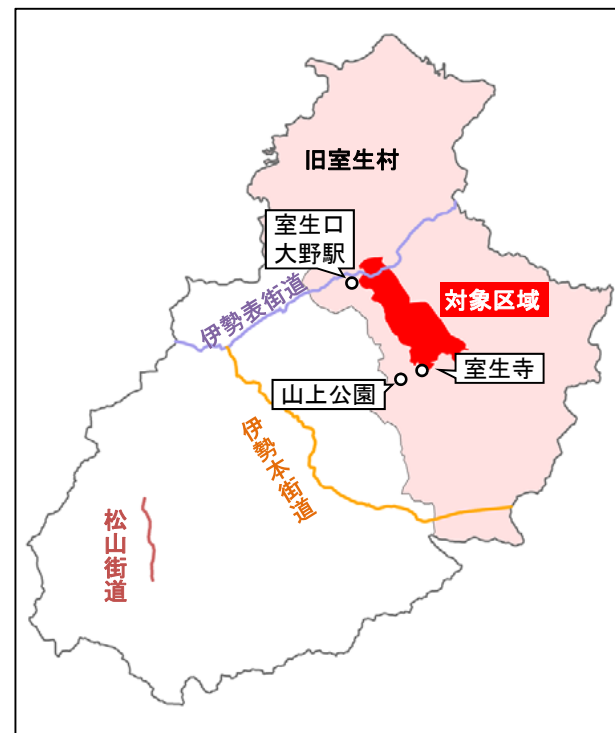 旧室生村
室生口
大野駅
伊勢表街道
対象区域
室生寺
山上公園
伊勢本街道
松山街道